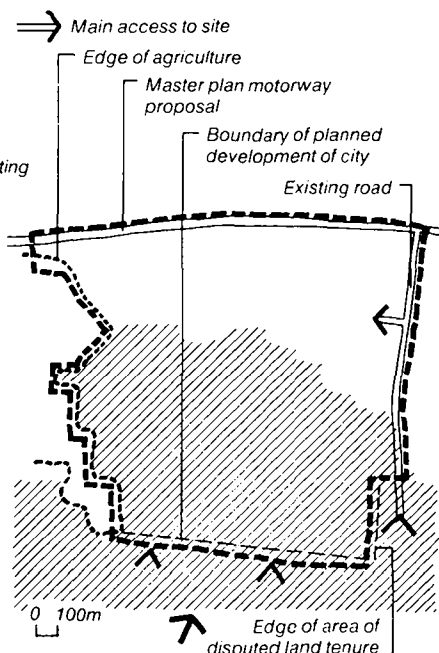 Main access to site
Edge of agriculture
Master plan motorway
proposal
Boundary of planned
development of city
Existing road
0 100m
Edge of area of
disputed land tenure